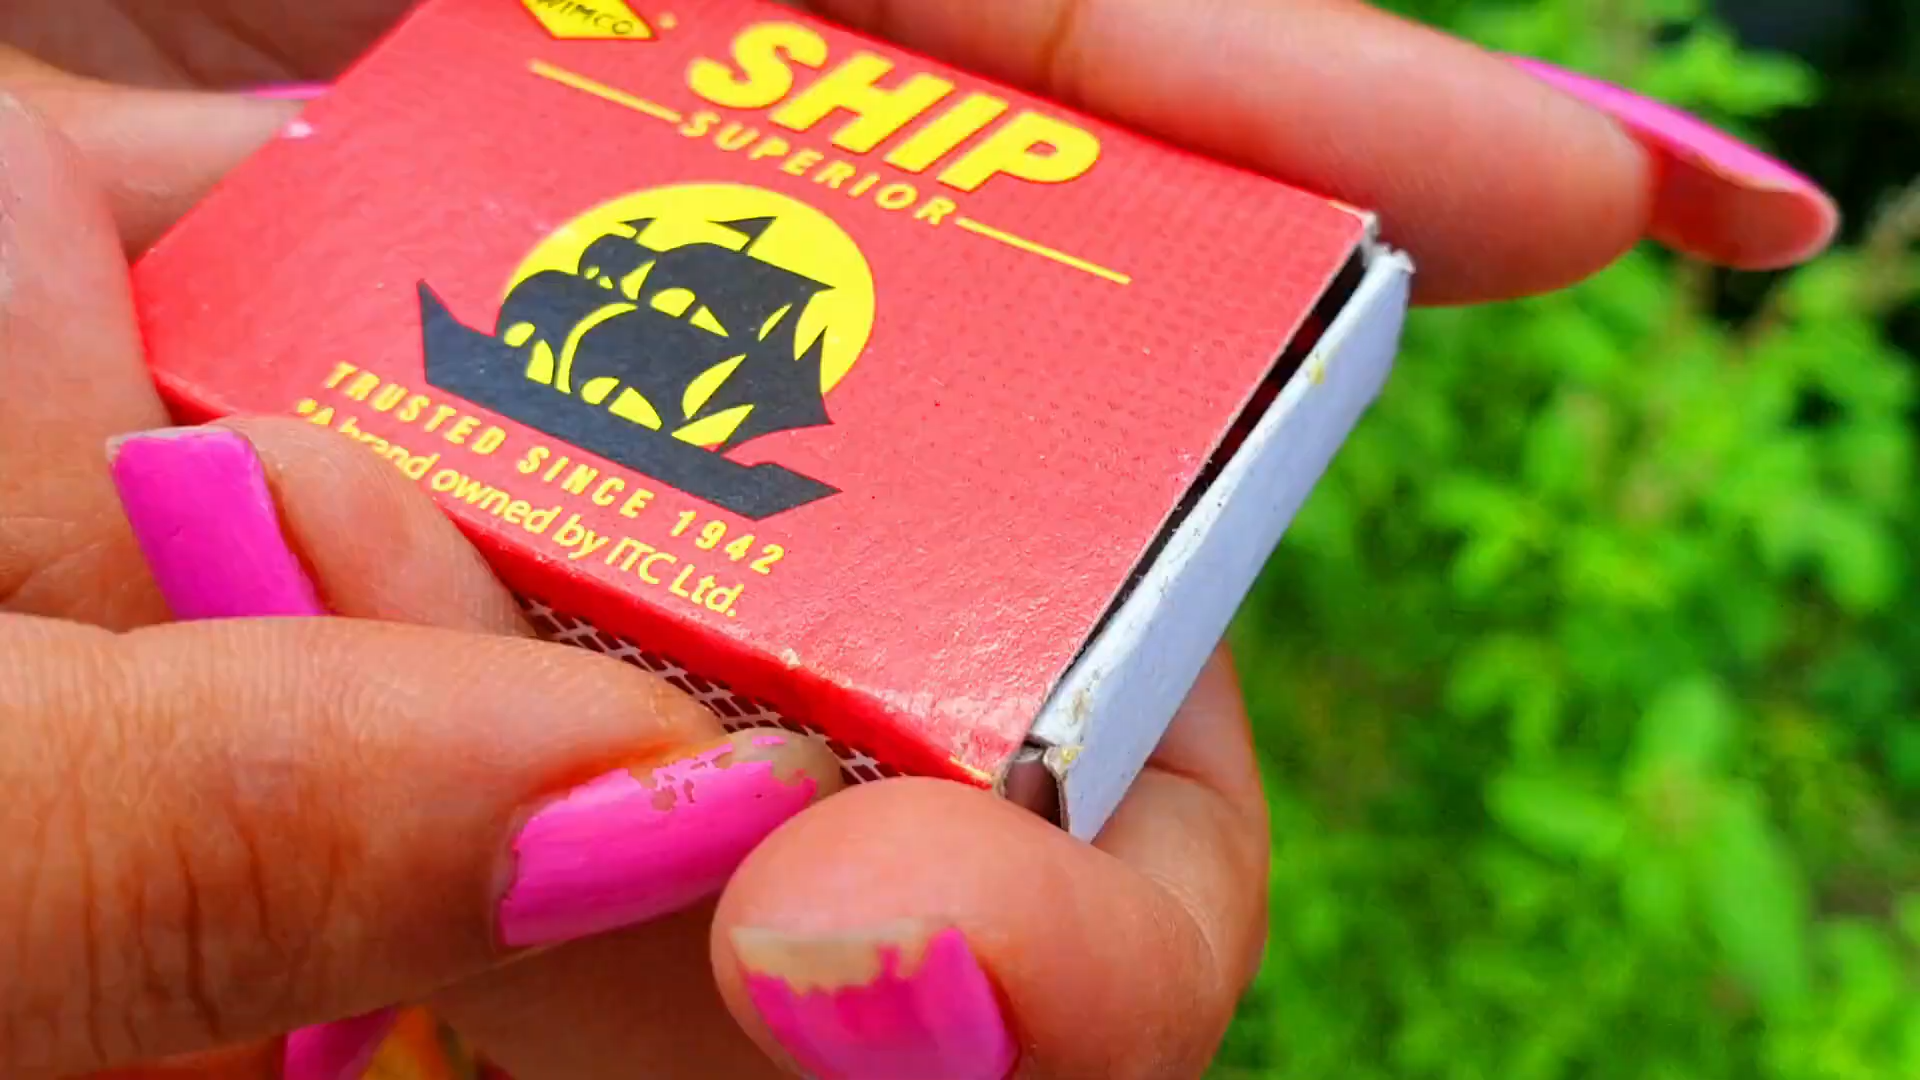 WIMCO
SHIP
SUPERIOR
TRUSTED SINCE 1942
*A brand owned by ITC Ltd.